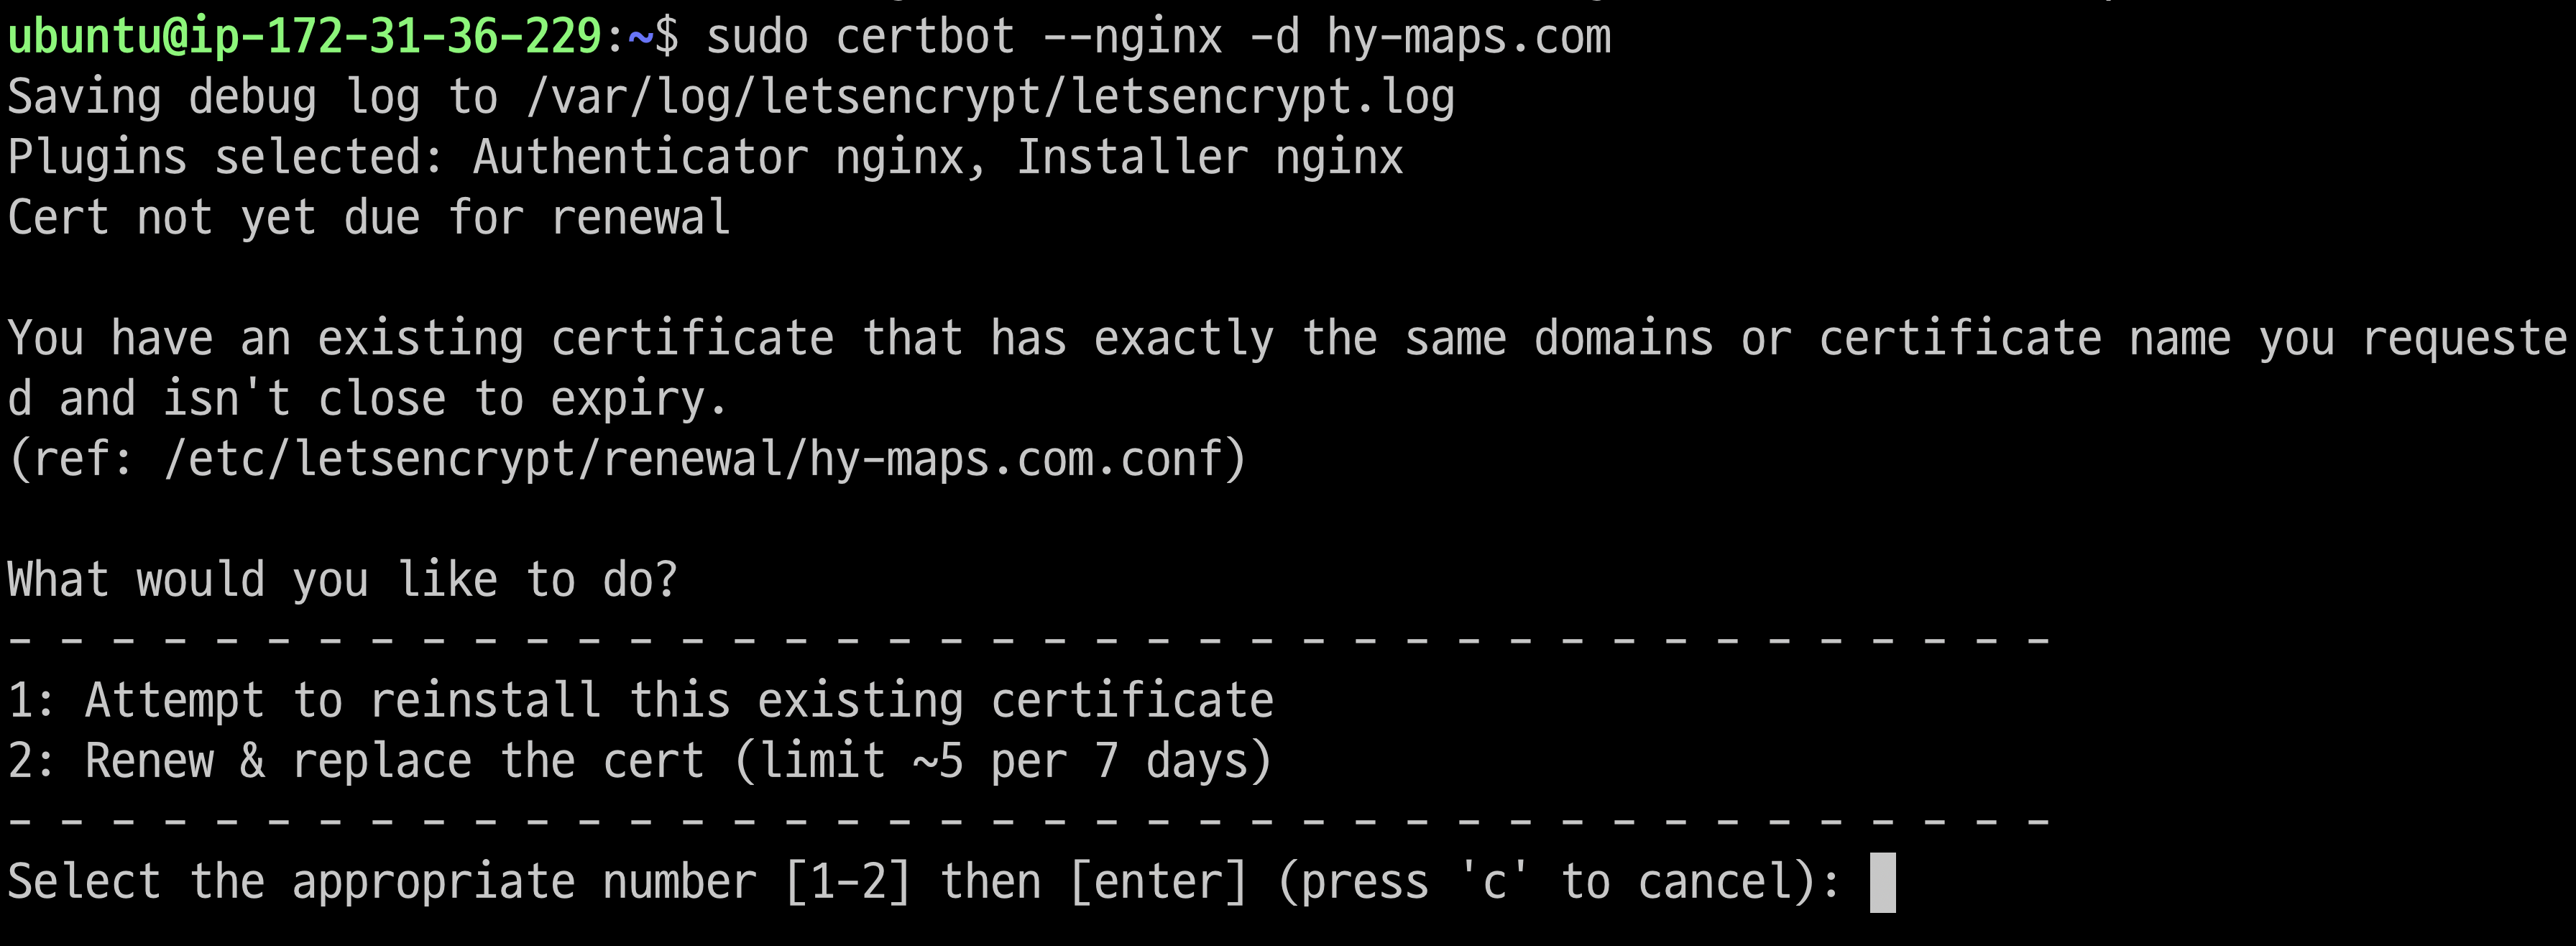 ubuntu@ip-172-31-36-229:~$ sudo certbot --nginx -d hy-maps.com
Saving debug log to /var/log/letsencrypt/letsencrypt.log
Plugins selected: Authenticator nginx, Installer nginx
Cert not yet due for renewal
You have an existing certificate that has exactly the same domains or certificate name you requeste
d and isn't close to expiry.
(ref: /etc/letsencrypt/renewal/hy-maps.com.conf)
What would you like to do?
- - - - - - - - - - - - - - - - - - - - - - - - - - - - - - - - - - - - - - - -
1: Attempt to reinstall this existing certificate
2: Renew & replace the cert (limit ~5 per 7 days)
- - - - - - - - - - - - - - - - - - - - - - - - - - - - - - - - - - - - - - - -
Select the appropriate number [1-2] then [enter] (press 'c' to cancel):